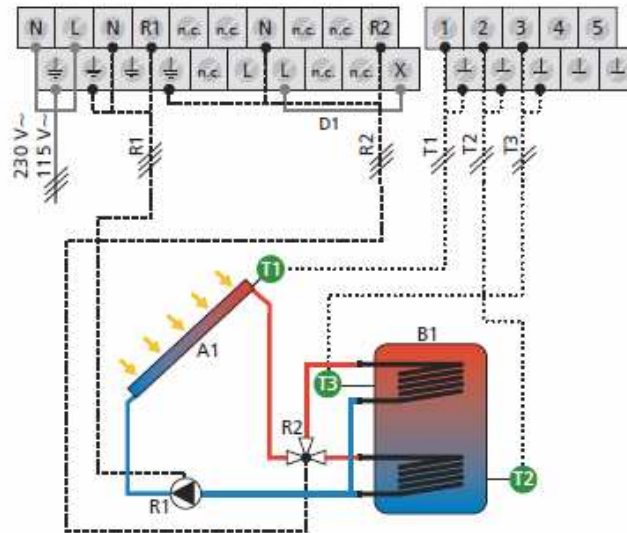 N L N R1 n.c. n.c. N n.c. n.c. R2 1 2 3 4 5
n.c. L L n.c. n.c. X
D1
230 V~
115 V~
R1
R2
T1
T2
T3
T1
A1
B1
T3
R2
T2
R1